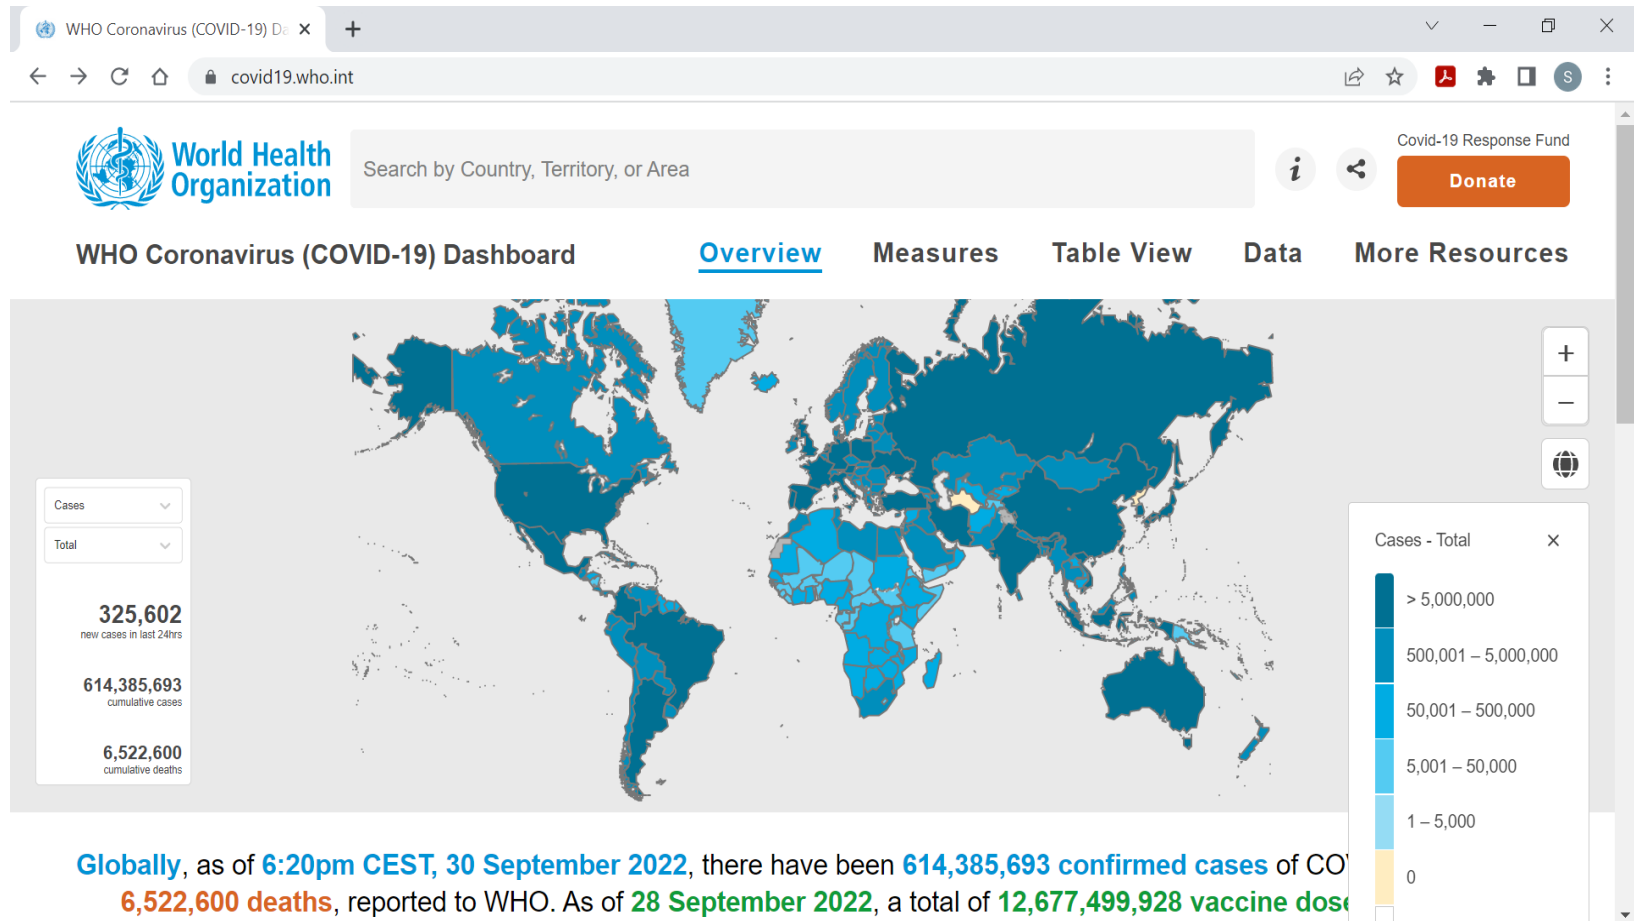 WHO Coronavirus (COVID-19) Da
covid19.who.int
S
World Health
Organization
Search by Country, Territory, or Area
i
Covid-19 Response Fund
Donate
WHO Coronavirus (COVID-19) Dashboard
Overview
Measures
Table View
Data
More Resources
+
−
Cases
Total
325,602
new cases in last 24hrs
614,385,693
cumulative cases
6,522,600
cumulative deaths
Cases - Total
> 5,000,000
500,001 – 5,000,000
50,001 – 500,000
5,001 – 50,000
1 – 5,000
0
Globally, as of 6:20pm CEST, 30 September 2022, there have been 614,385,693 confirmed cases of CO
6,522,600 deaths, reported to WHO. As of 28 September 2022, a total of 12,677,499,928 vaccine dose